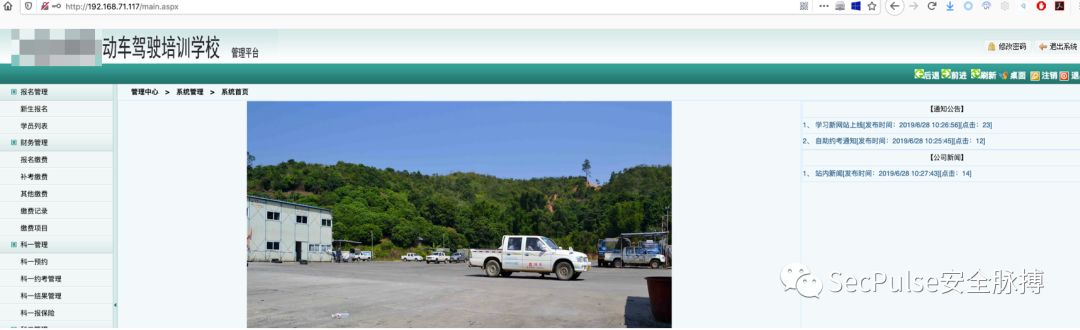 http://192.168.71.117/main.aspx
动车驾驶培训学校 管理平台
修改密码 退出系统
后退 前进 刷新 桌面 注销 退
报名管理
新生报名
学员列表
财务管理
报名缴费
补考缴费
其他缴费
缴费记录
缴费项目
科一管理
科一预约
科一约考管理
科一结果管理
科一报保险
管理中心 > 系统管理 > 系统首页
【通知公告】
1、 学习新网站上线[发布时间：2019/6/28 10:26:56][点击：23]
2、 自助约考通知[发布时间：2019/6/28 10:25:45][点击：12]
【公司新闻】
1、 站内新闻[发布时间：2019/6/28 10:27:43][点击：14]
SecPulse安全脉搏